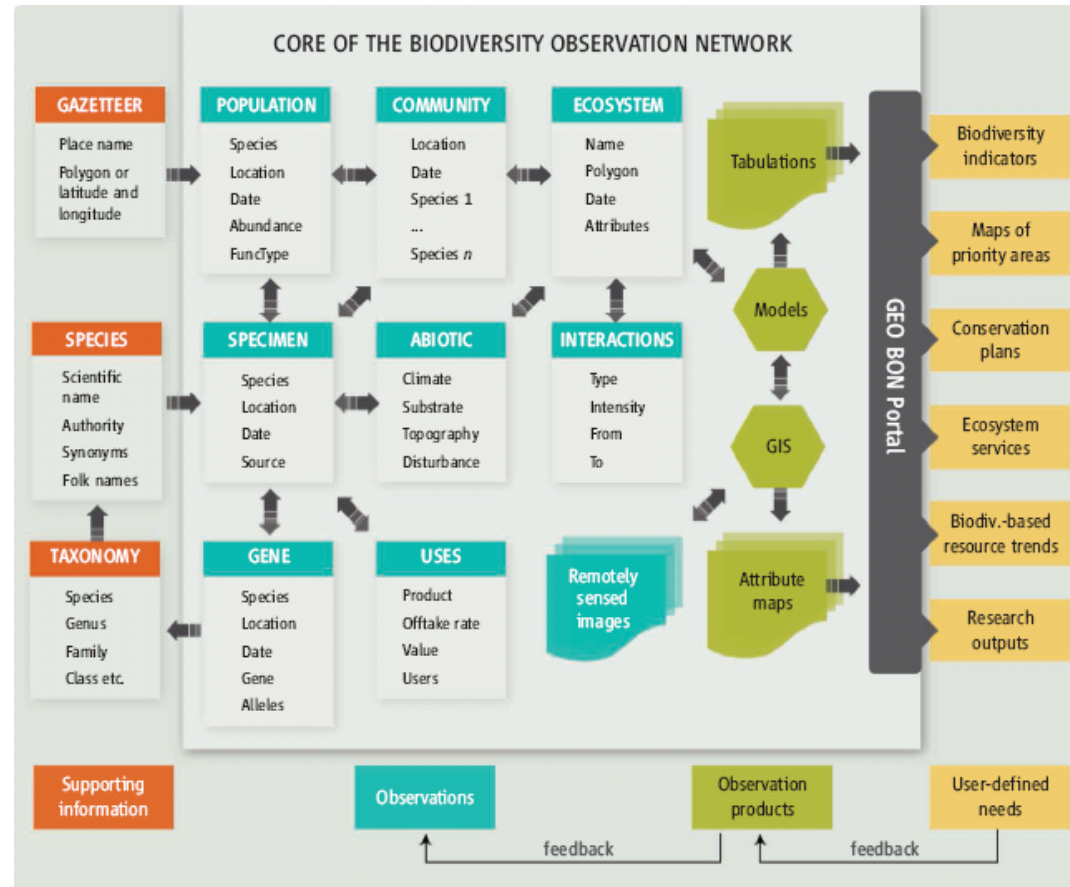 CORE OF THE BIODIVERSITY OBSERVATION NETWORK
GAZETTEER
Place name
Polygon or
latitude and
longitude
POPULATION
Species
Location
Date
Abundance
FuncType
COMMUNITY
Location
Date
Species 1
...
Species n
ECOSYSTEM
Name
Polygon
Date
Attributes
Tabulations
Models
SPECIES
Scientific
name
Authority
Synonyms
Folk names
SPECIMEN
Species
Location
Date
Source
ABIOTIC
Climate
Substrate
Topography
Disturbance
INTERACTIONS
Type
Intensity
From
To
GIS
TAXONOMY
Species
Genus
Family
Class etc.
GENE
Species
Location
Date
Gene
Alleles
USES
Product
Offtake rate
Value
Users
Remotely
sensed
images
Attribute
maps
GEO BON Portal
Biodiversity
indicators
Maps of
priority areas
Conservation
plans
Ecosystem
services
Biodiv.-based
resource trends
Research
outputs
Supporting
information
Observations
Observation
products
User-defined
needs
feedback
feedback